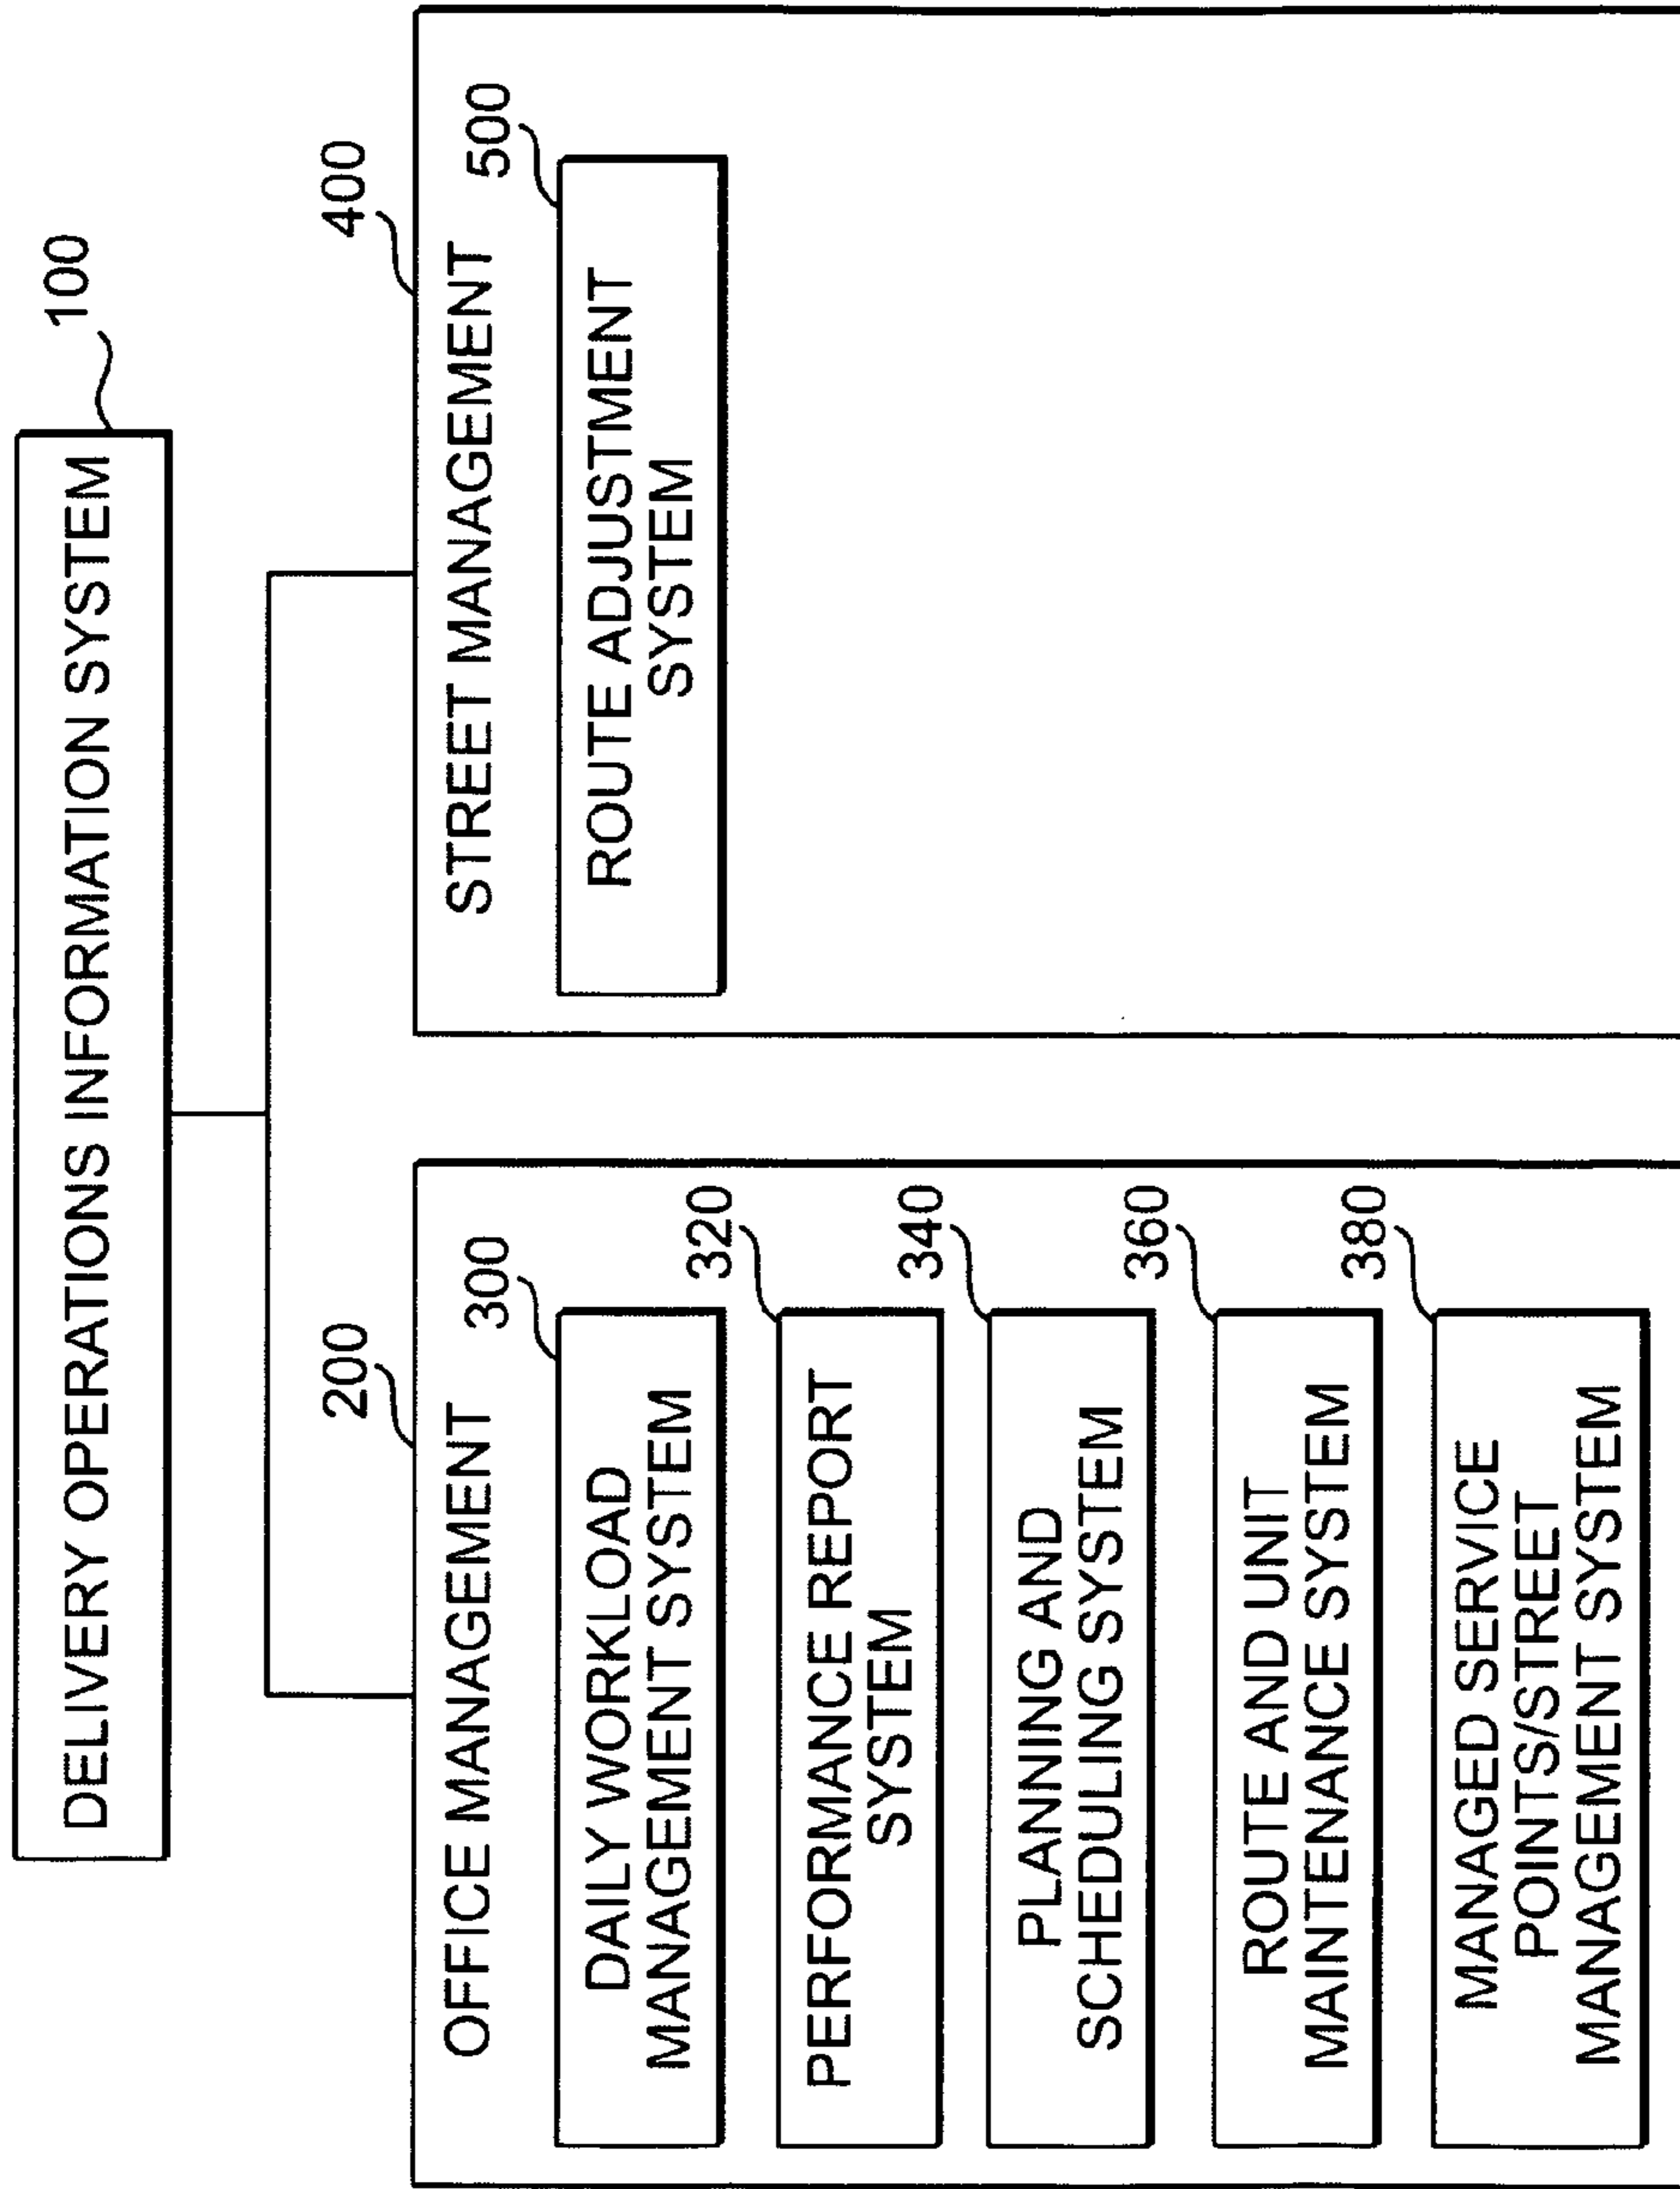 DELIVERY OPERATIONS INFORMATION SYSTEM
100
200
OFFICE MANAGEMENT
300
DAILY WORKLOAD
MANAGEMENT SYSTEM
320
PERFORMANCE REPORT
SYSTEM
340
PLANNING AND
SCHEDULING SYSTEM
360
ROUTE AND UNIT
MAINTENANCE SYSTEM
380
MANAGED SERVICE
POINTS/STREET
MANAGEMENT SYSTEM
400
STREET MANAGEMENT
500
ROUTE ADJUSTMENT
SYSTEM